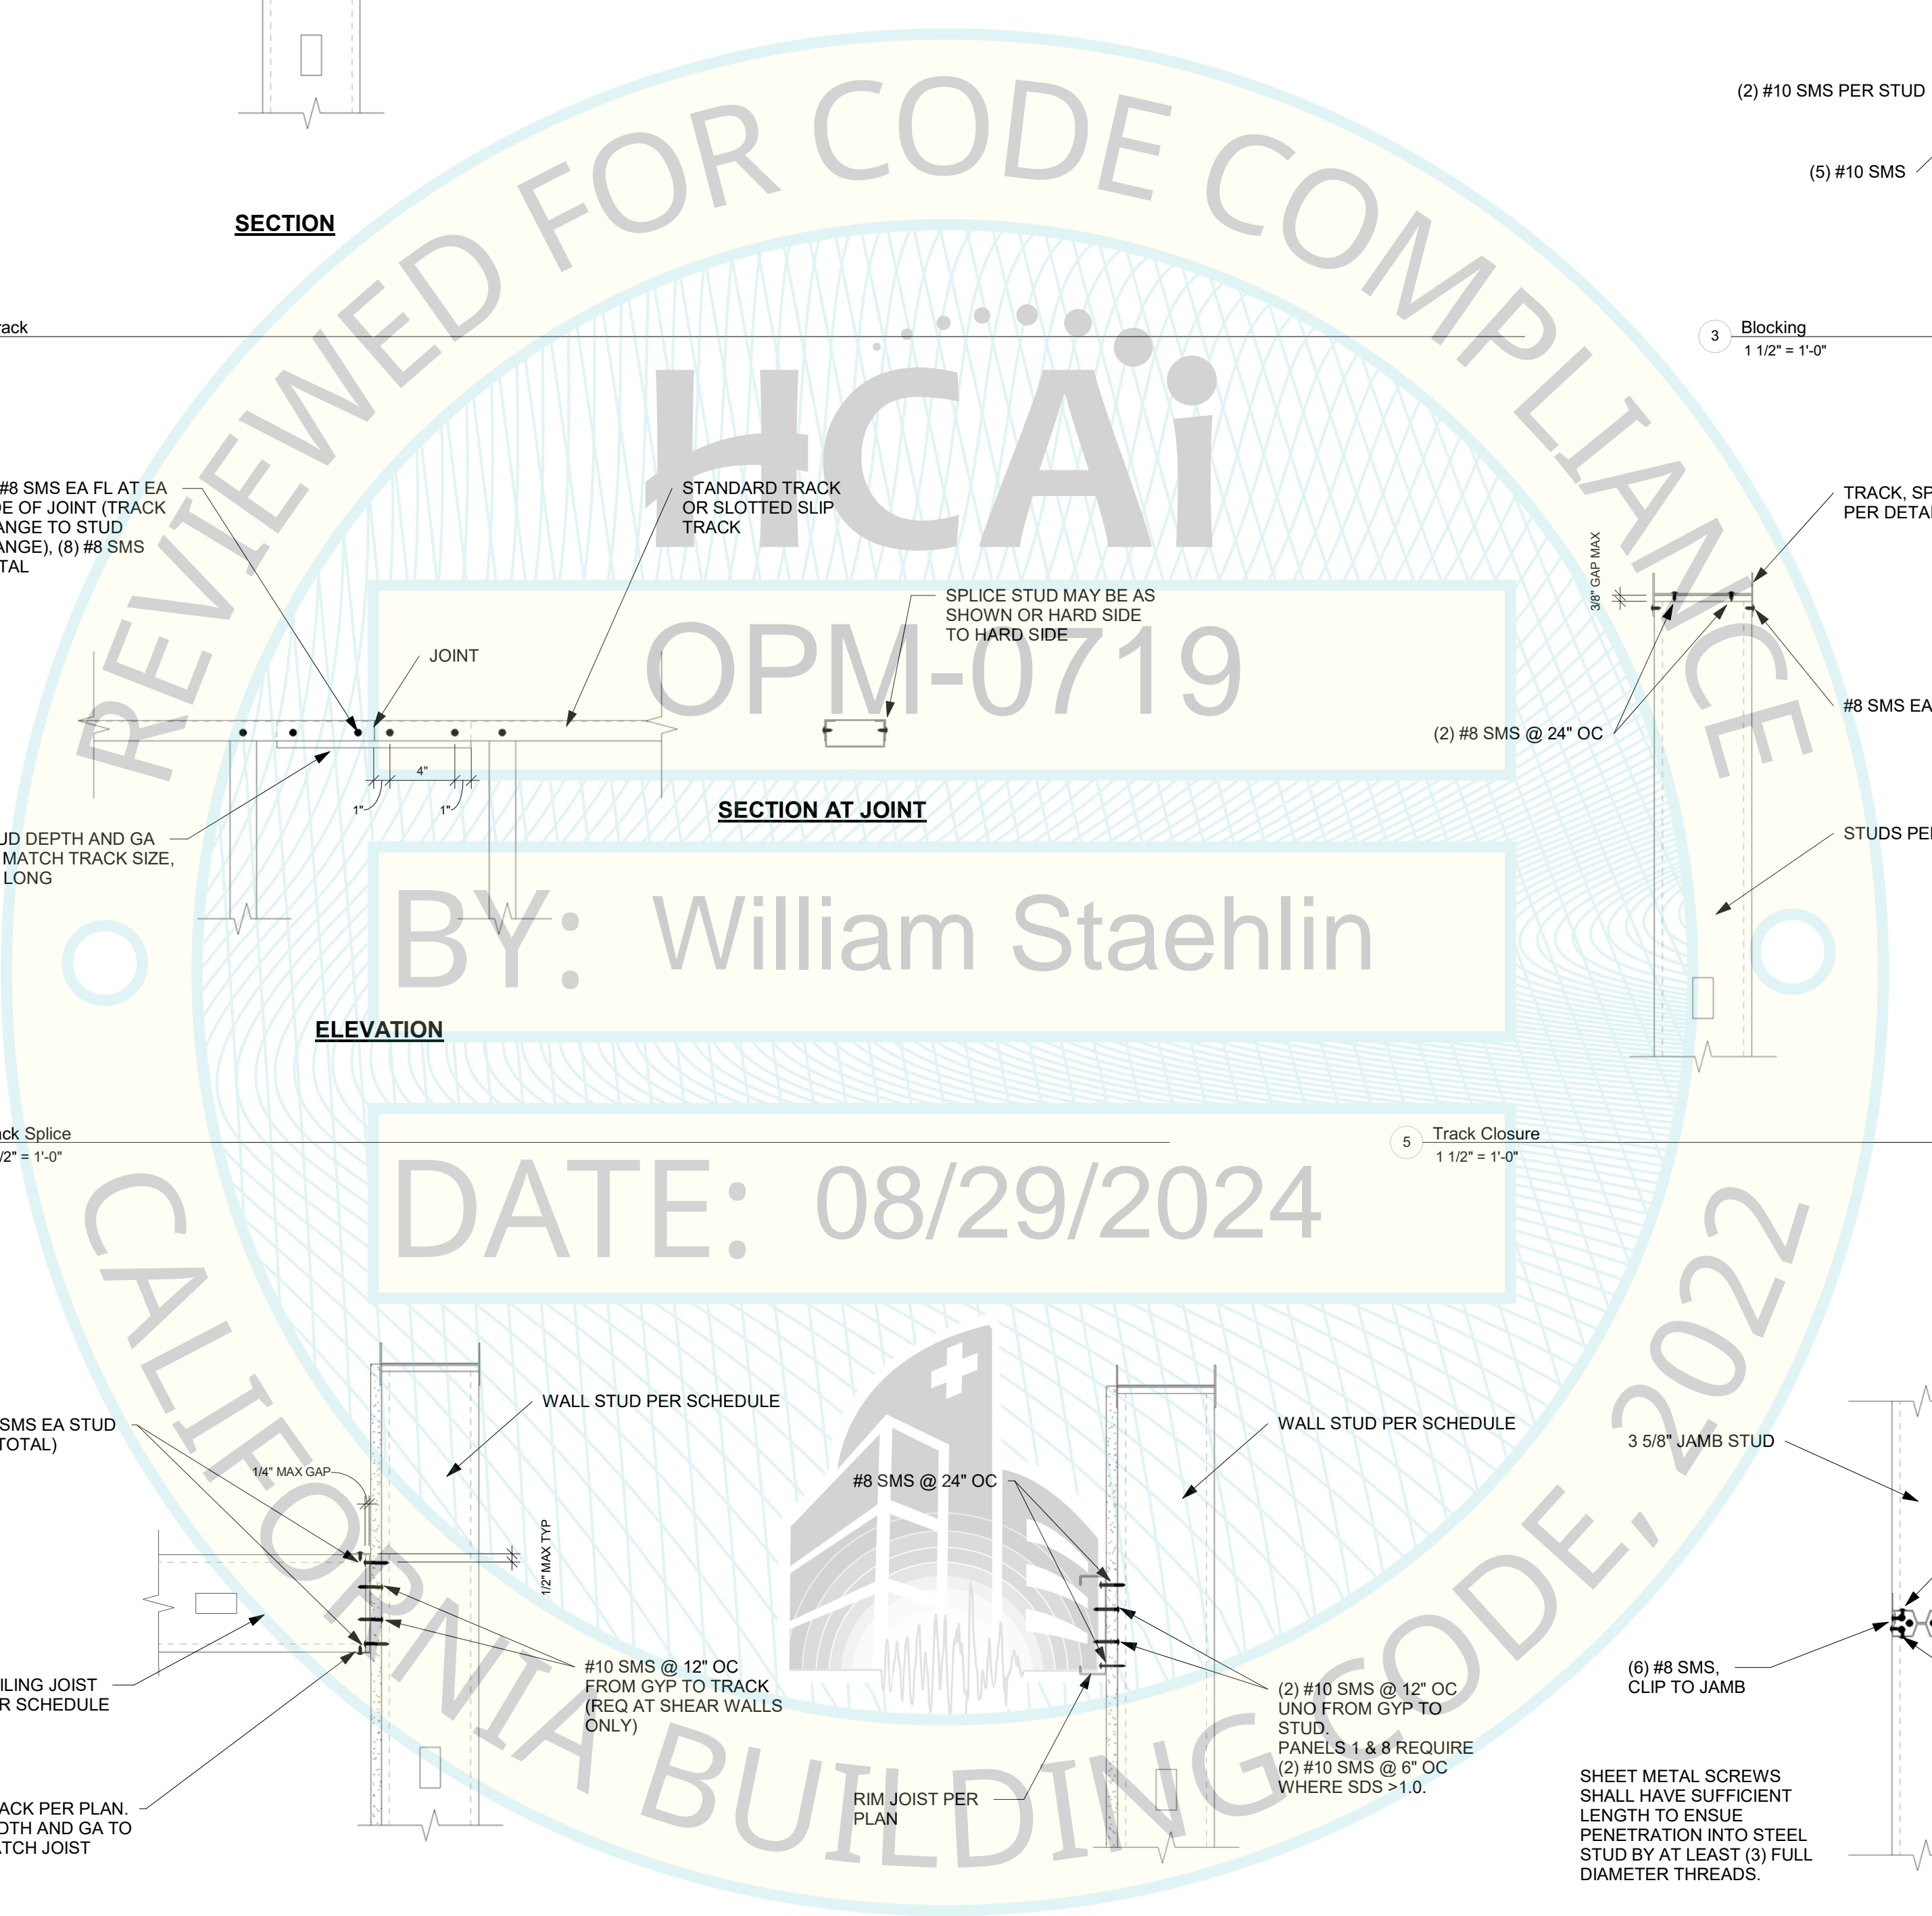 (2) #10 SMS PER STUD
(5) #10 SMS
SECTION
rack
3
Blocking
1 1/2" = 1'-0"
REVIEWED FOR CODE COMPLIANCE
HCAi
OPM-0719
BY: William Staehlin
DATE: 08/29/2024
CALIFORNIA BUILDING CODE, 2022
#8 SMS EA FL AT EA
DE OF JOINT (TRACK
ANGE TO STUD
ANGE), (8) #8 SMS
TAL
JOINT
STANDARD TRACK
OR SLOTTED SLIP
TRACK
SPLICE STUD MAY BE AS
SHOWN OR HARD SIDE
TO HARD SIDE
4"
1"
1"
SECTION AT JOINT
UD DEPTH AND GA
MATCH TRACK SIZE,
LONG
ELEVATION
ck Splice
/2" = 1'-0"
TRACK, SP
PER DETA
3/8" GAP MAX
#8 SMS EA
(2) #8 SMS @ 24" OC
STUDS PE
5
Track Closure
1 1/2" = 1'-0"
SMS EA STUD
TOTAL)
1/4" MAX GAP
WALL STUD PER SCHEDULE
1/2" MAX TYP
#10 SMS @ 12" OC
FROM GYP TO TRACK
(REQ AT SHEAR WALLS
ONLY)
ILING JOIST
R SCHEDULE
ACK PER PLAN.
DTH AND GA TO
ATCH JOIST
WALL STUD PER SCHEDULE
#8 SMS @ 24" OC
(2) #10 SMS @ 12" OC
UNO FROM GYP TO
STUD.
PANELS 1 & 8 REQUIRE
(2) #10 SMS @ 6" OC
WHERE SDS >1.0.
RIM JOIST PER
PLAN
3 5/8" JAMB STUD
(6) #8 SMS,
CLIP TO JAMB
SHEET METAL SCREWS
SHALL HAVE SUFFICIENT
LENGTH TO ENSUE
PENETRATION INTO STEEL
STUD BY AT LEAST (3) FULL
DIAMETER THREADS.